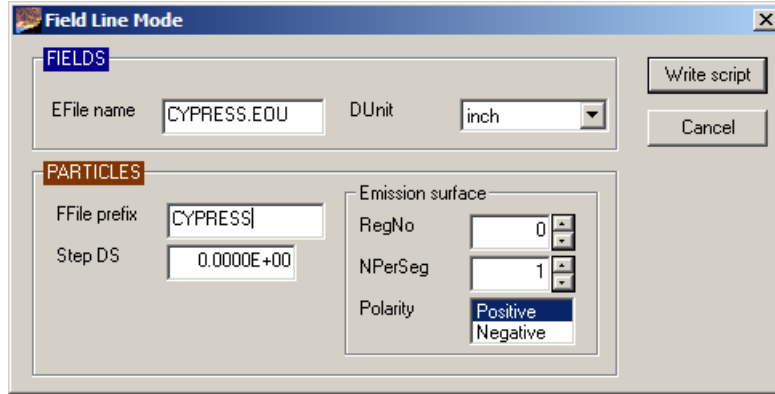 Field Line Mode
FIELDS
EFile name CYPRESS.EOU DUnit inch
Write script
Cancel
PARTICLES
FFile prefix CYPRESS
Step DS 0.0000E+00
Emission surface
RegNo 0
NPerSeg 1
Polarity Positive
Negative